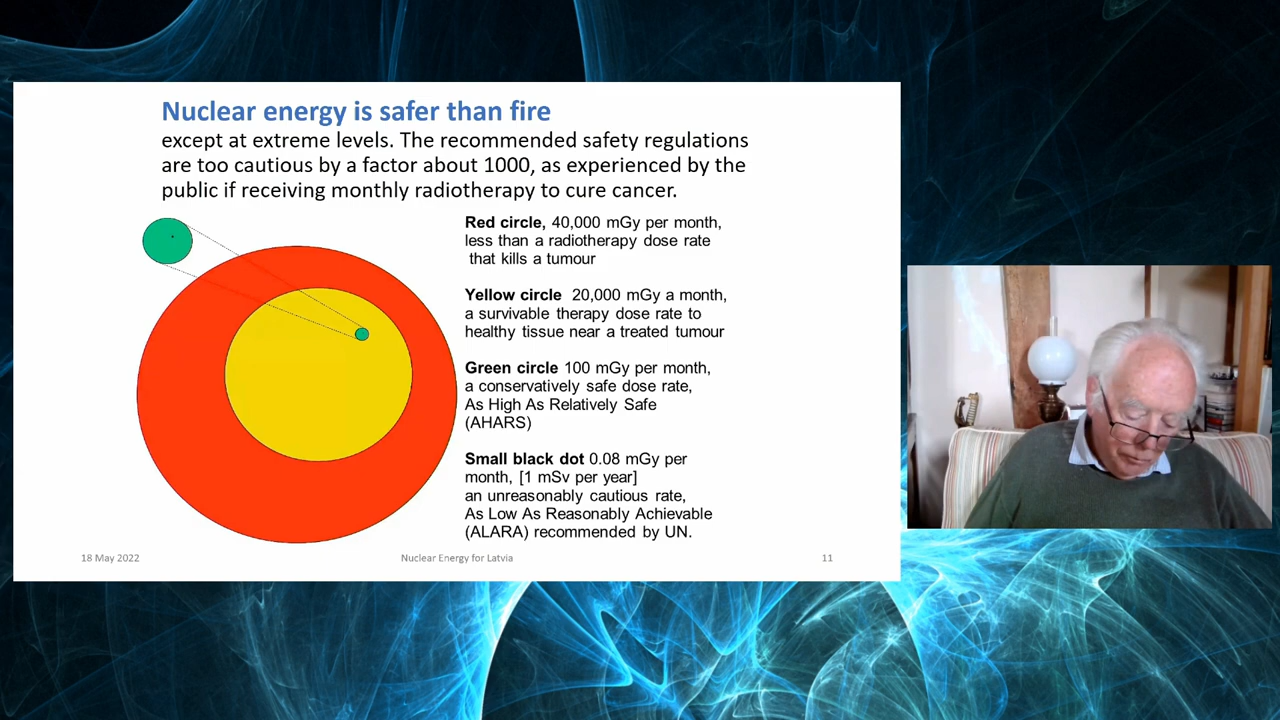 Nuclear energy is safer than fire
except at extreme levels. The recommended safety regulations
are too cautious by a factor about 1000, as experienced by the
public if receiving monthly radiotherapy to cure cancer.
Red circle, 40,000 mGy per month,
less than a radiotherapy dose rate
that kills a tumour
Yellow circle 20,000 mGy a month,
a survivable therapy dose rate to
healthy tissue near a treated tumour
Green circle 100 mGy per month,
a conservatively safe dose rate,
As High As Relatively Safe
(AHARS)
Small black dot 0.08 mGy per
month, [1 mSv per year]
an unreasonably cautious rate,
As Low As Reasonably Achievable
(ALARA) recommended by UN.
18 May 2022
Nuclear Energy for Latvia
11